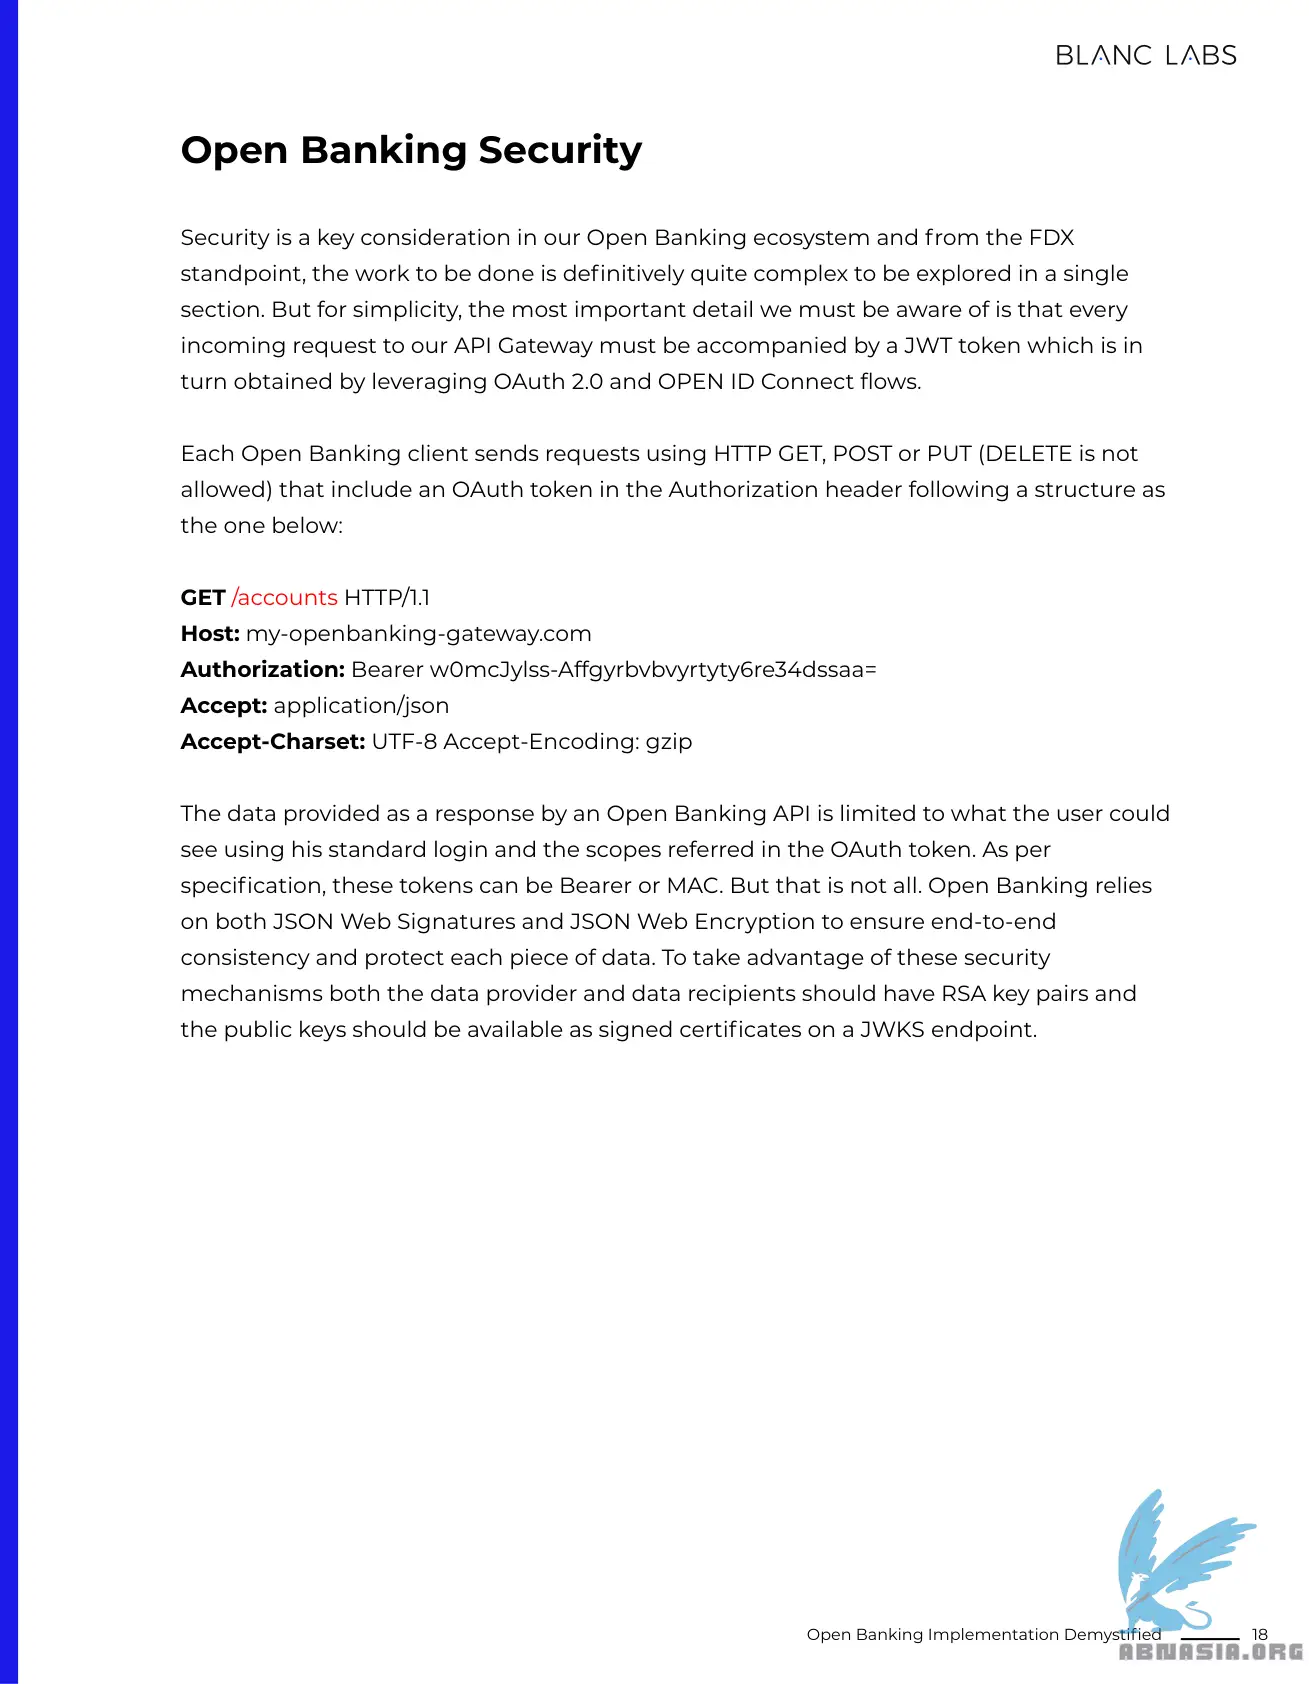 BLANC LABS
Open Banking Security
Security is a key consideration in our Open Banking ecosystem and from the FDX
standpoint, the work to be done is definitively quite complex to be explored in a single
section. But for simplicity, the most important detail we must be aware of is that every
incoming request to our API Gateway must be accompanied by a JWT token which is in
turn obtained by leveraging OAuth 2.0 and OPEN ID Connect flows.
Each Open Banking client sends requests using HTTP GET, POST or PUT (DELETE is not
allowed) that include an OAuth token in the Authorization header following a structure as
the one below:
GET /accounts HTTP/1.1
Host: my-openbanking-gateway.com
Authorization: Bearer w0mcJylss-Affgyrbvbvyrtyty6re34dssaa=
Accept: application/json
Accept-Charset: UTF-8 Accept-Encoding: gzip
The data provided as a response by an Open Banking API is limited to what the user could
see using his standard login and the scopes referred in the OAuth token. As per
specification, these tokens can be Bearer or MAC. But that is not all. Open Banking relies
on both JSON Web Signatures and JSON Web Encryption to ensure end-to-end
consistency and protect each piece of data. To take advantage of these security
mechanisms both the data provider and data recipients should have RSA key pairs and
the public keys should be available as signed certificates on a JWKS endpoint.
Open Banking Implementation Demystified 18
ABNASIA.ORG